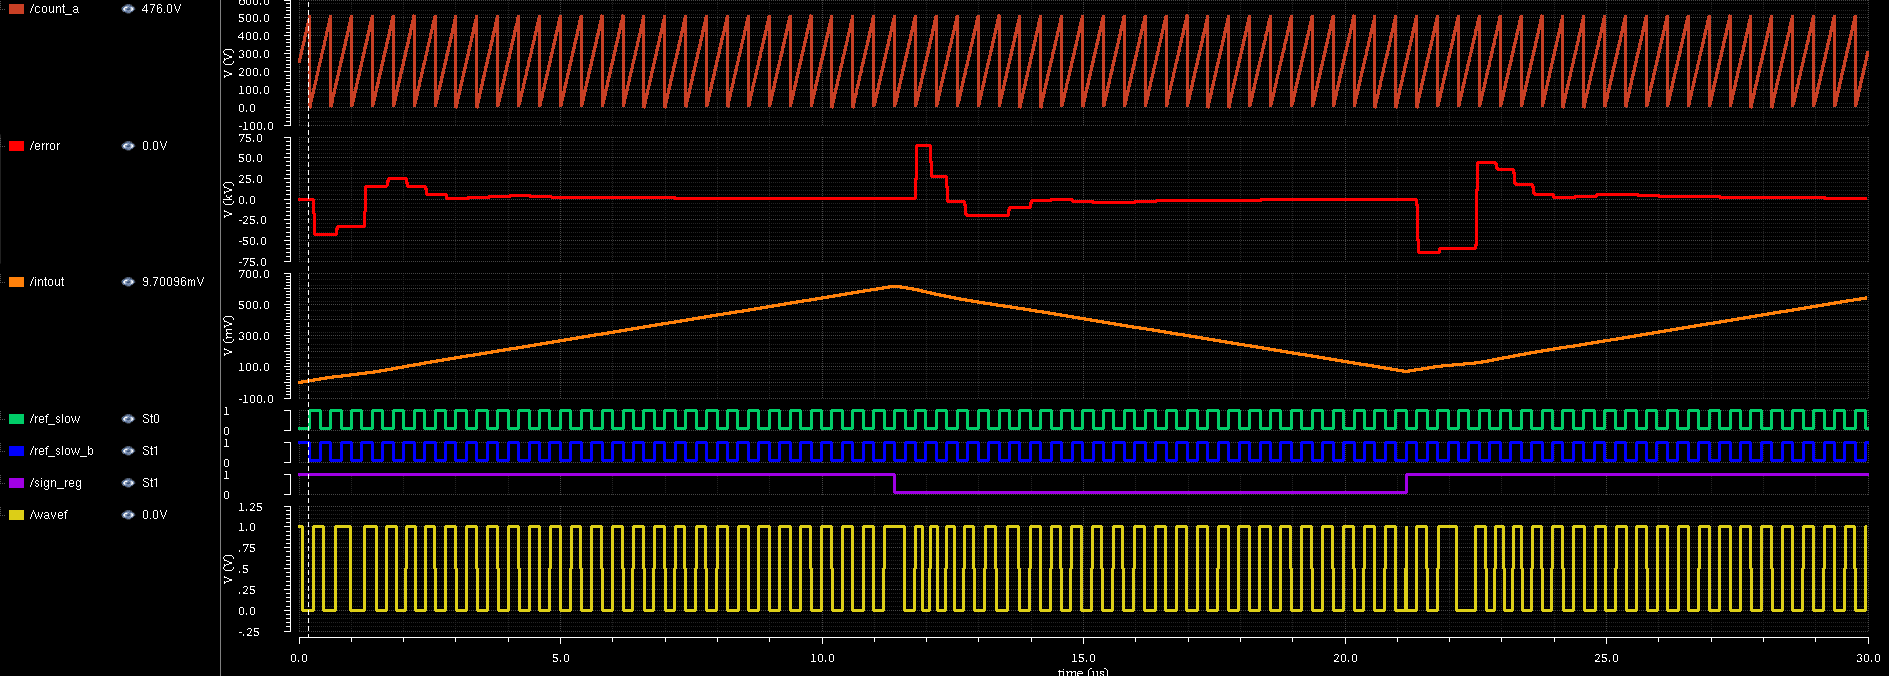 /count_a 476.0V
600.0
500.0
400.0
300.0
200.0
100.0
0.0
-100.0
V (V)
/error 0.0V
75.0
50.0
25.0
0.0
-25.0
-50.0
-75.0
V (kV)
/intout 9.70096mV
700.0
500.0
300.0
100.0
-100.0
V (mV)
/ref_slow St0
1
0
/ref_slow_b St1
1
0
/sign_reg St1
1
0
/wavef 0.0V
1.25
1.0
.75
.5
.25
0.0
-.25
V (V)
0.0 5.0 10.0 15.0 20.0 25.0 30.0
time (us)